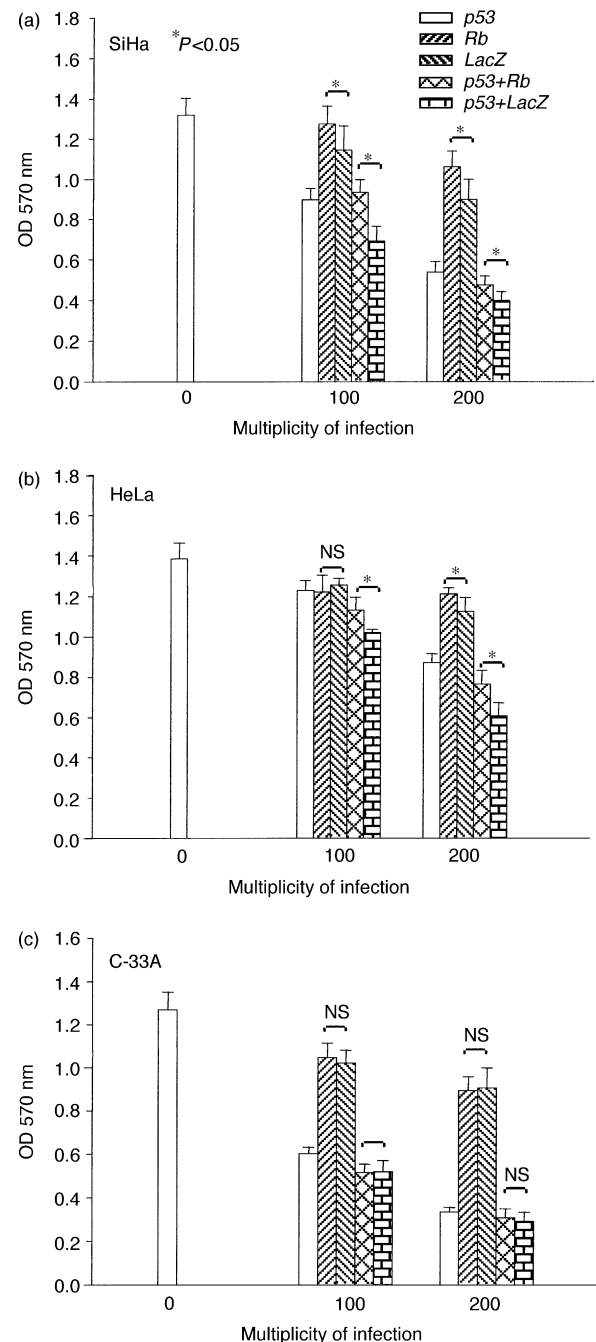 (a)
SiHa *P<0.05
p53
Rb
LacZ
p53+Rb
p53+LacZ
1.8
1.6
1.4
1.2
1.0
0.8
0.6
0.4
0.2
0.0
OD 570 nm
*
*
*
*
0 100 200
Multiplicity of infection
(b)
HeLa
1.8
1.6
1.4
1.2
1.0
0.8
0.6
0.4
0.2
0.0
OD 570 nm
NS
*
*
*
0 100 200
Multiplicity of infection
(c)
C-33A
1.6
1.4
1.2
1.0
0.8
0.6
0.4
0.2
0.0
OD 570 nm
NS
NS
NS
0 100 200
Multiplicity of infection